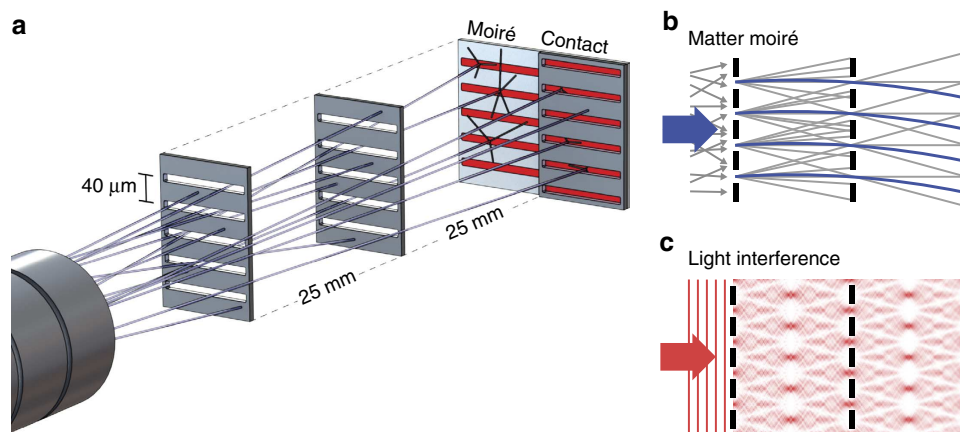 a
Moiré
Contact
40 μm
25 mm
25 mm
b
Matter moiré
c
Light interference